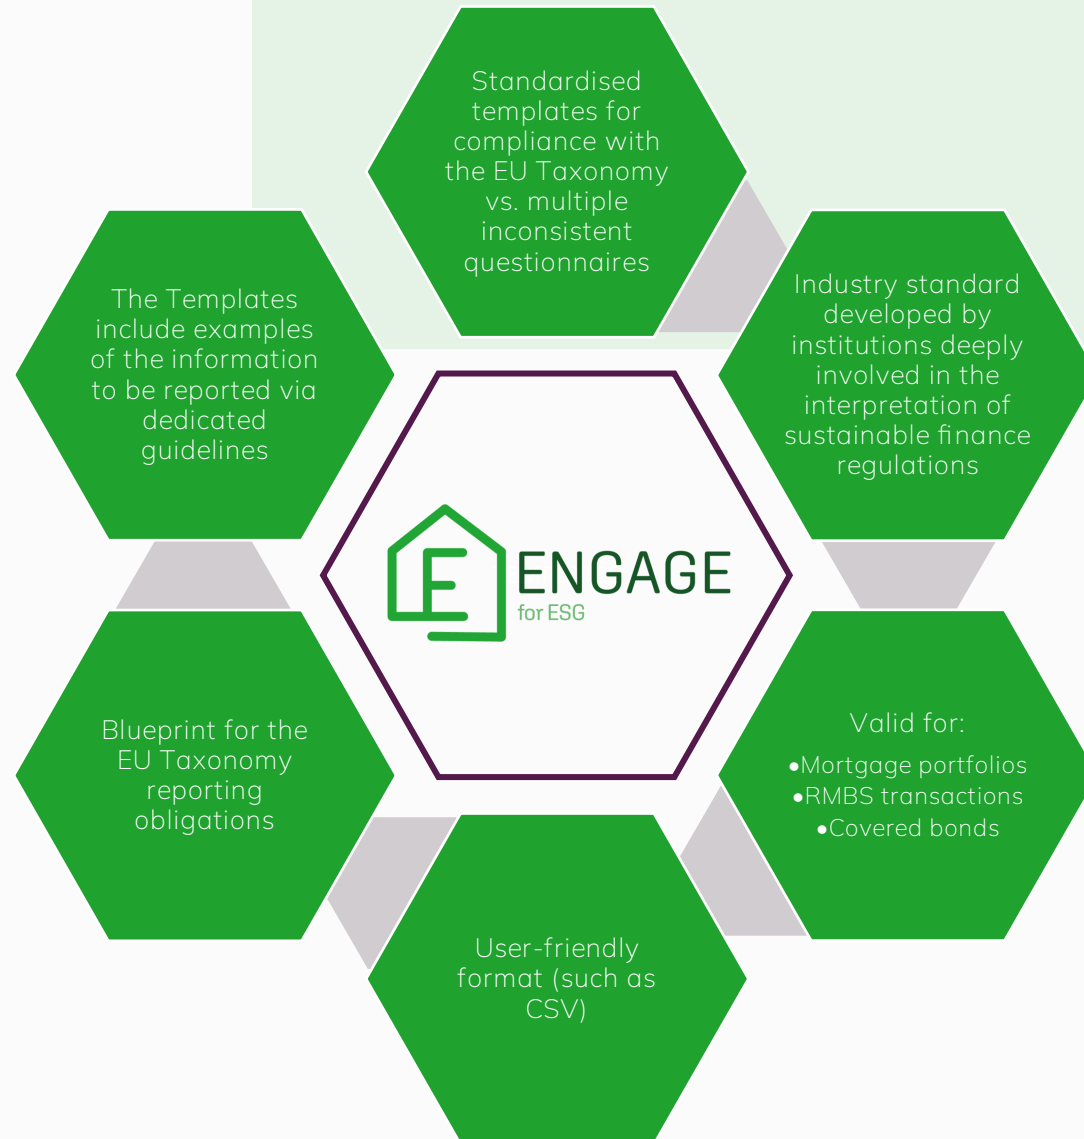 Standardised
templates for
compliance with
the EU Taxonomy
vs. multiple
inconsistent
questionnaires
Industry standard
developed by
institutions deeply
involved in the
interpretation of
sustainable finance
regulations
Valid for:
•Mortgage portfolios
•RMBS transactions
•Covered bonds
User-friendly
format (such as
CSV)
Blueprint for the
EU Taxonomy
reporting
obligations
The Templates
include examples
of the information
to be reported via
dedicated
guidelines
ENGAGE
for ESG